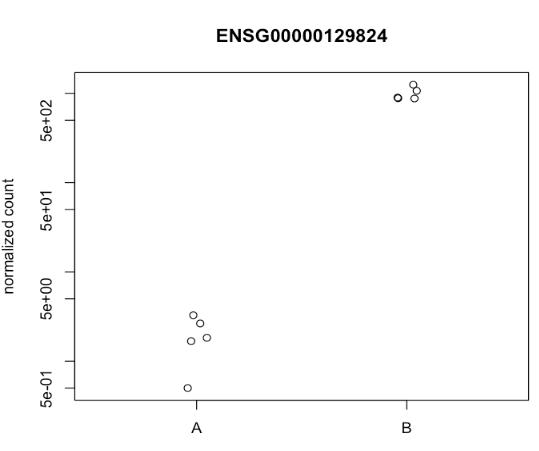 ENSG00000129824
normalized count
5e+02
5e+01
5e+00
5e-01
A B